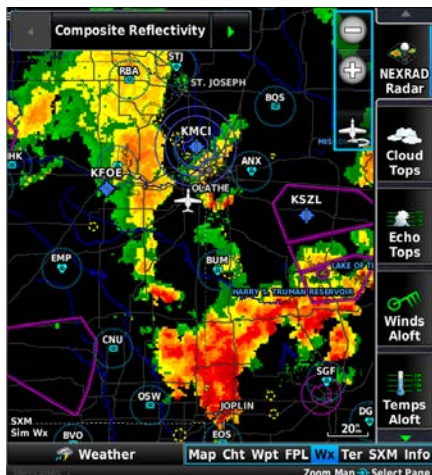 Composite Reflectivity
NEXRAD
Radar
STJ
RBA
ST. JOSEPH
BQS
KMCI
HK
KFOE
ANX
Cloud
Tops
OLATHE
KSZL
Echo
Tops
EMP
BUM
LAKE OF T
HARRY S. TRUMAN RESERVOIR
Winds
Aloft
CNU
SGF
OSW
JOPLIN
DG
Temps
Aloft
SXM
Sim Wx
BVO
EOS
20
Weather
Map Cht Wpt FPL Wx Ter SXM Info
Zoom Map Select Page